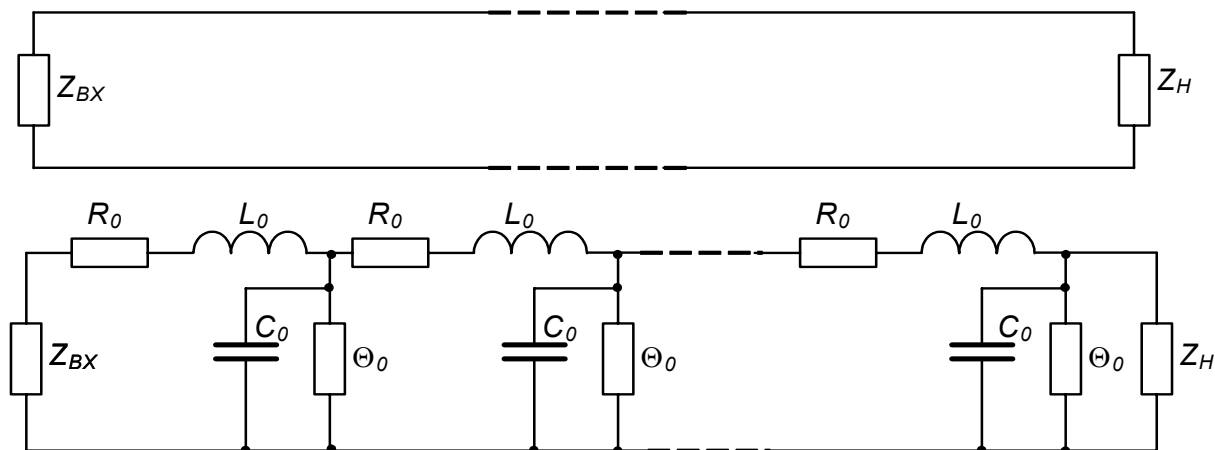 Z_BX
Z_H
R_0 L_0 R_0 L_0 R_0 L_0
C_0 C_0 C_0
Z_BX Θ_0 Θ_0 Θ_0 Z_H